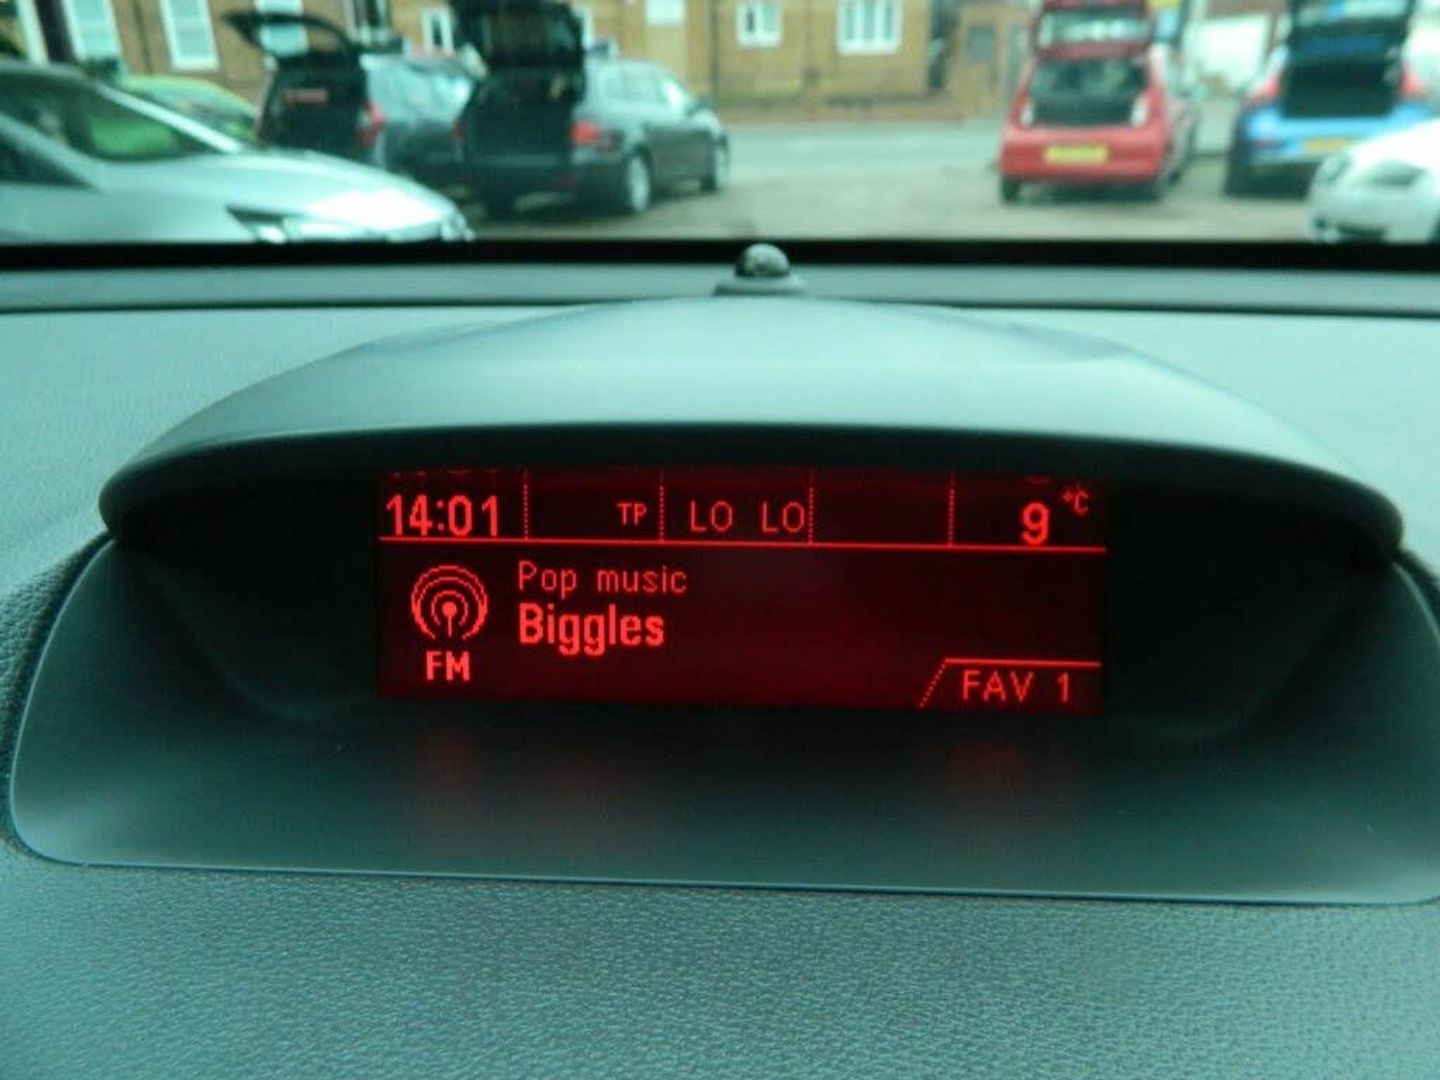 14:01 TP LO LO 9 °C
Pop music
Biggles
FM
FAV 1